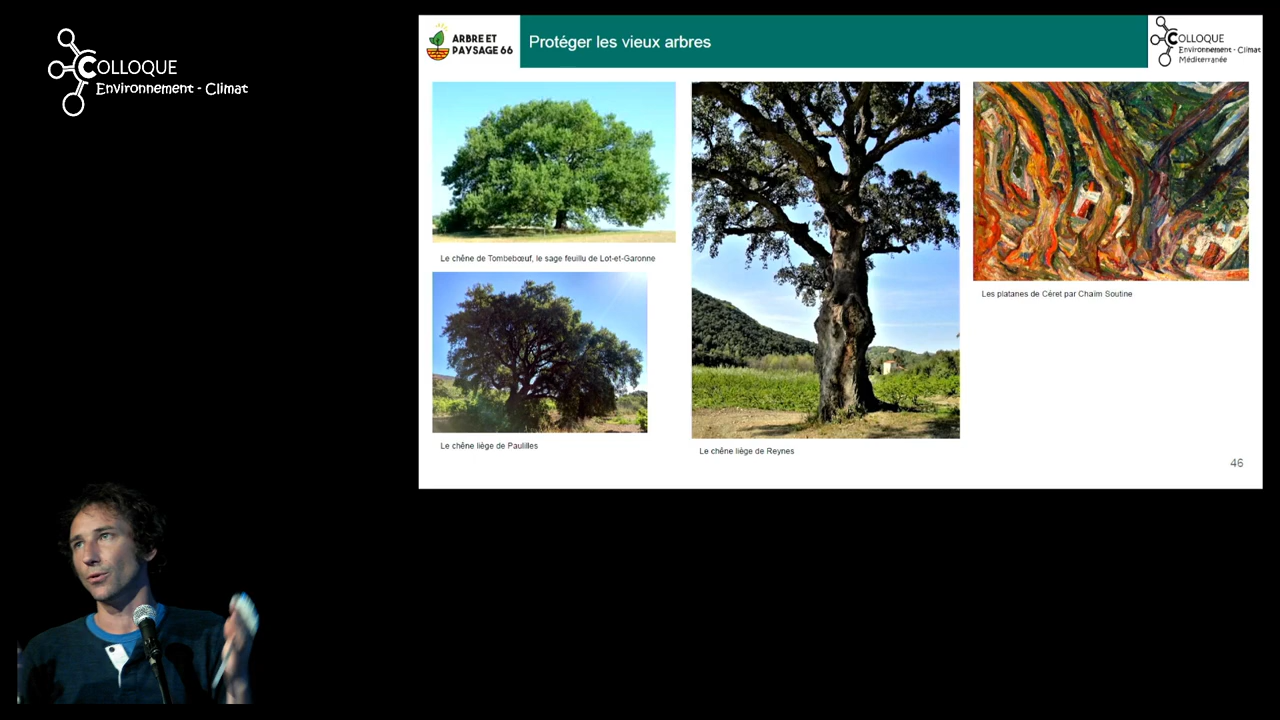 COLLOQUE
Environnement - Climat
ARBRE ET
PAYSAGE 66
Protéger les vieux arbres
COLLOQUE
Environnement - Climat
Méditerranée
Le chêne de Tombebœuf, le sage feuillu de Lot-et-Garonne
Les platanes de Céret par Chaïm Soutine
Le chêne liège de Paulilles
Le chêne liège de Reynes
46